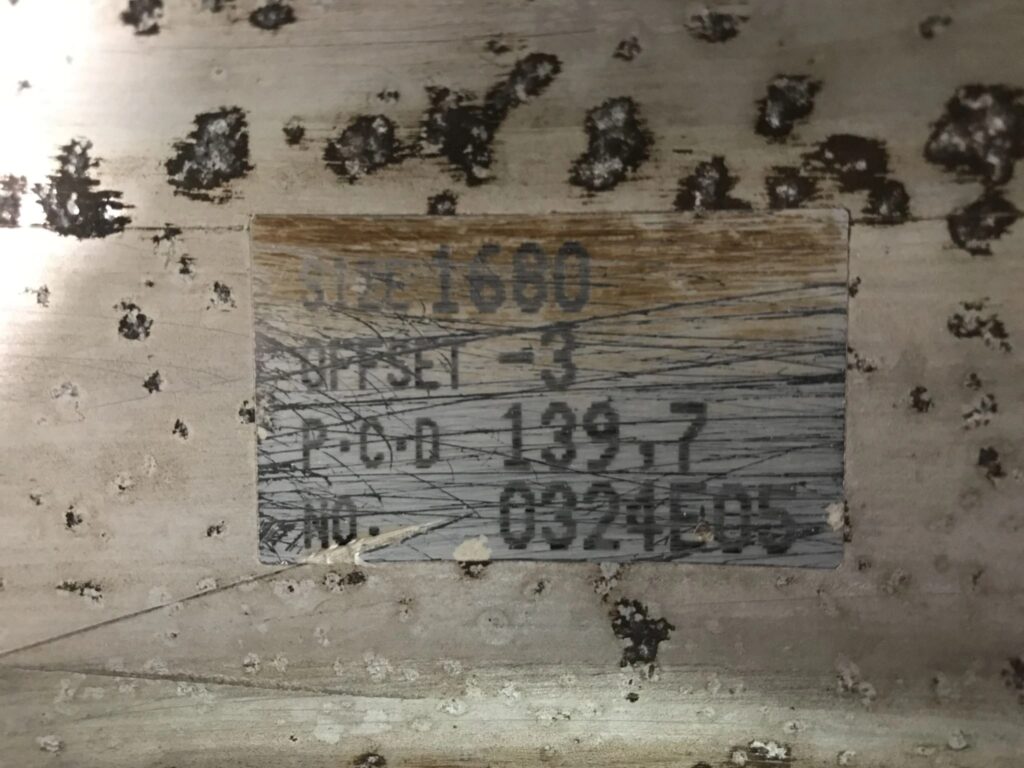 SIZE 1680
OFFSET -3
P.C.D 139.7
NO. 0324E05